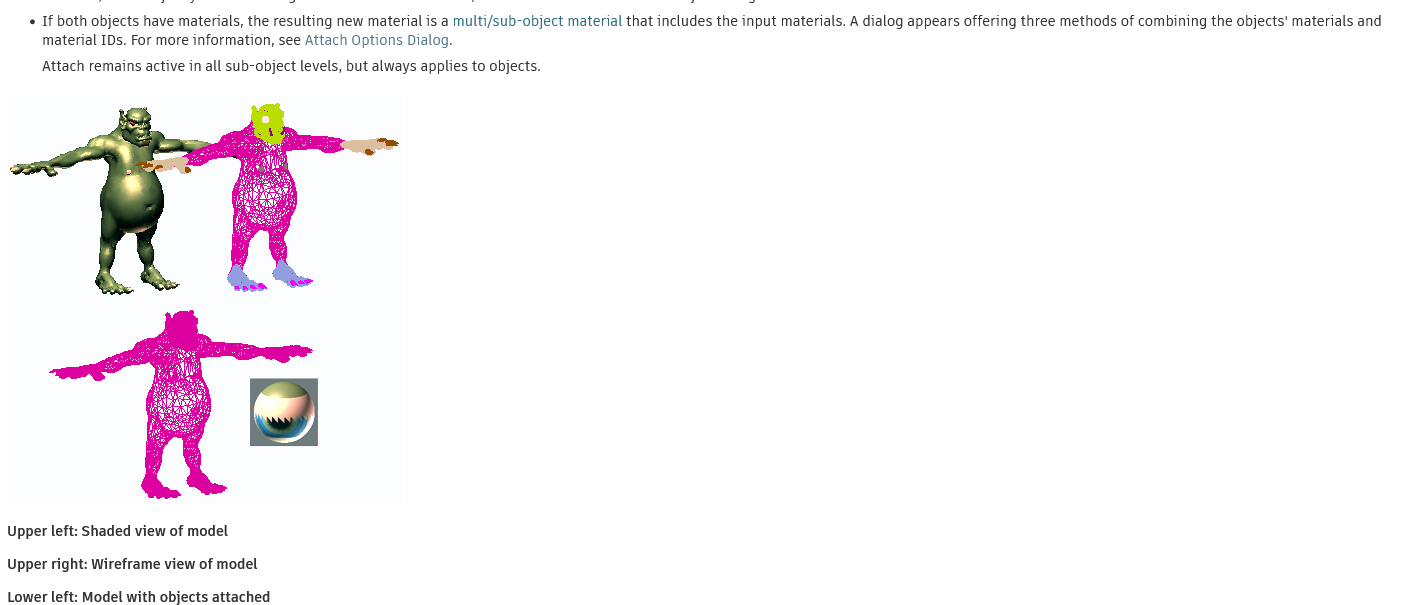 • If both objects have materials, the resulting new material is a multi/sub-object material that includes the input materials. A dialog appears offering three methods of combining the objects' materials and
material IDs. For more information, see Attach Options Dialog.
Attach remains active in all sub-object levels, but always applies to objects.
Upper left: Shaded view of model
Upper right: Wireframe view of model
Lower left: Model with objects attached